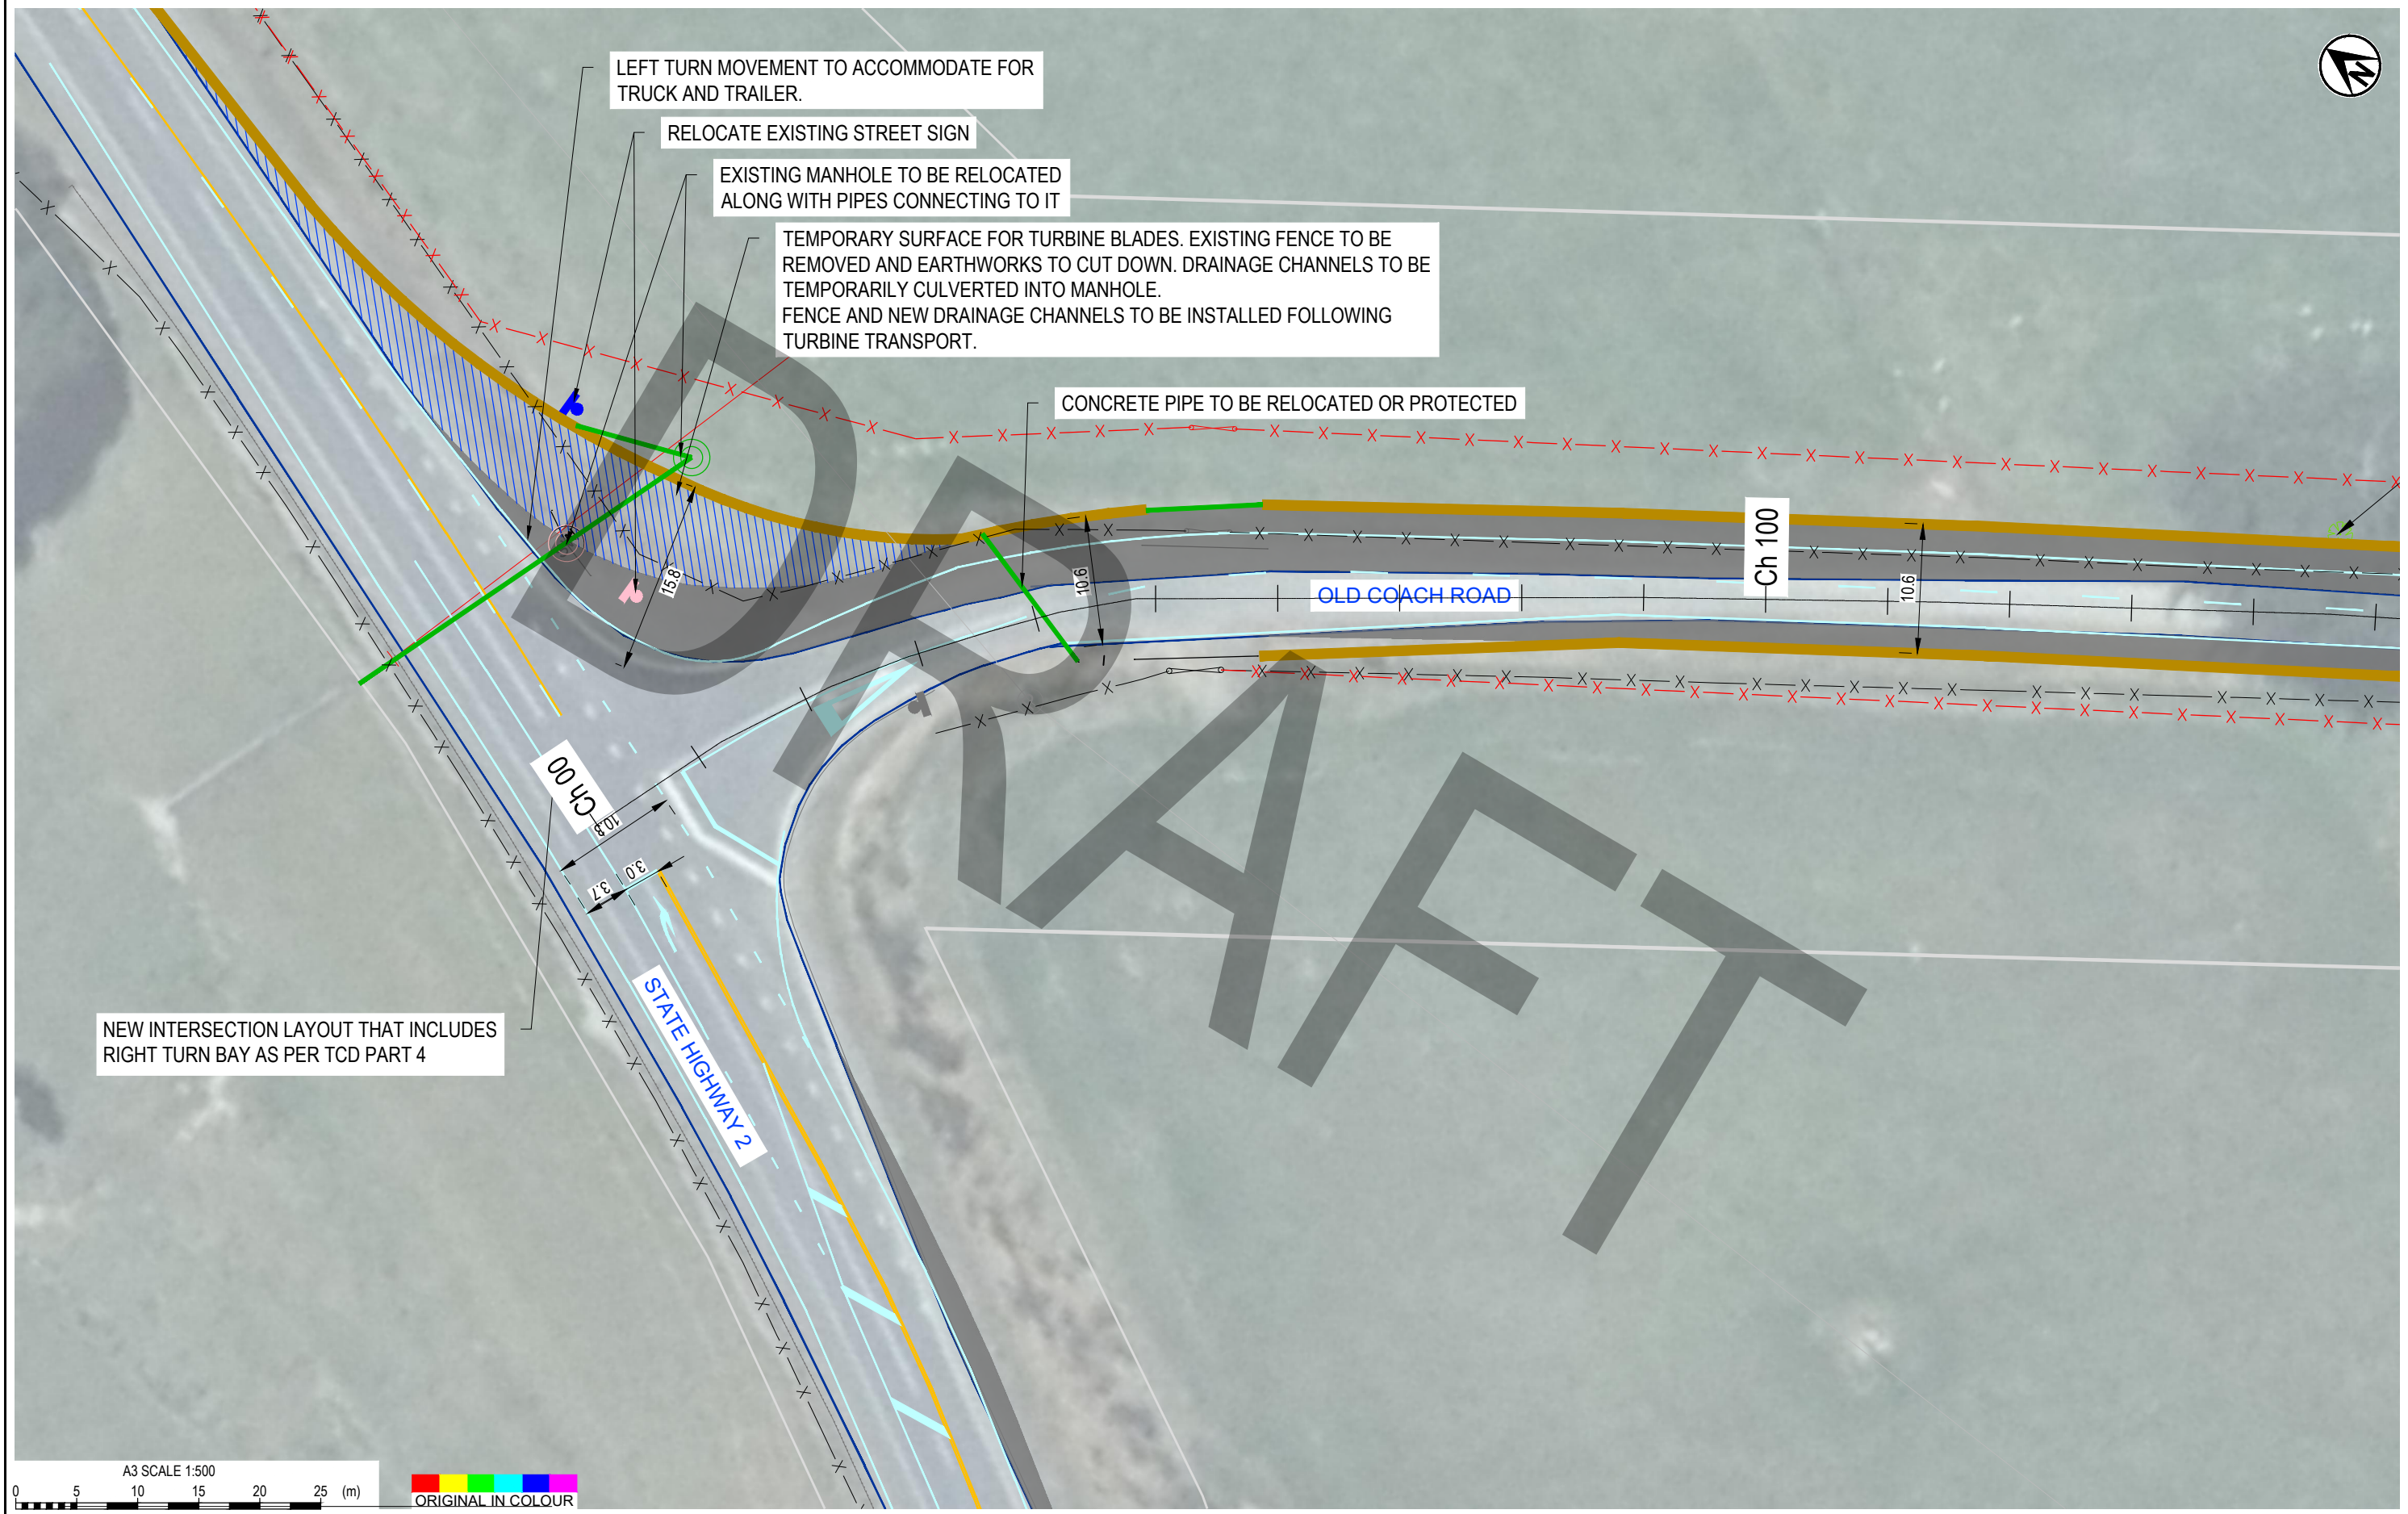 LEFT TURN MOVEMENT TO ACCOMMODATE FOR
TRUCK AND TRAILER.
RELOCATE EXISTING STREET SIGN
EXISTING MANHOLE TO BE RELOCATED
ALONG WITH PIPES CONNECTING TO IT
TEMPORARY SURFACE FOR TURBINE BLADES. EXISTING FENCE TO BE
REMOVED AND EARTHWORKS TO CUT DOWN. DRAINAGE CHANNELS TO BE
TEMPORARILY CULVERTED INTO MANHOLE.
FENCE AND NEW DRAINAGE CHANNELS TO BE INSTALLED FOLLOWING
TURBINE TRANSPORT.
CONCRETE PIPE TO BE RELOCATED OR PROTECTED
N
15.8
10.6
OLD COACH ROAD
Ch 100
10.6
Ch 00
10.8
3.0
3.7
STATE HIGHWAY 2
NEW INTERSECTION LAYOUT THAT INCLUDES
RIGHT TURN BAY AS PER TCD PART 4
DRAFT
A3 SCALE 1:500
0 5 10 15 20 25 (m)
ORIGINAL IN COLOUR